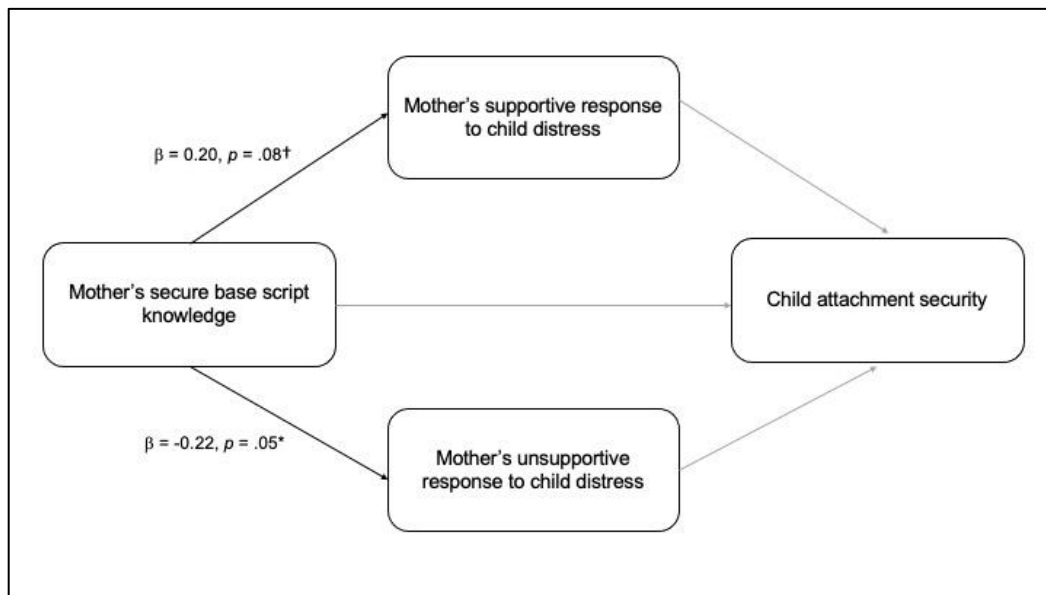 Mother’s supportive response
to child distress
β = 0.20, p = .08†
Mother’s secure base script
knowledge
Child attachment security
β = -0.22, p = .05*
Mother’s unsupportive
response to child distress